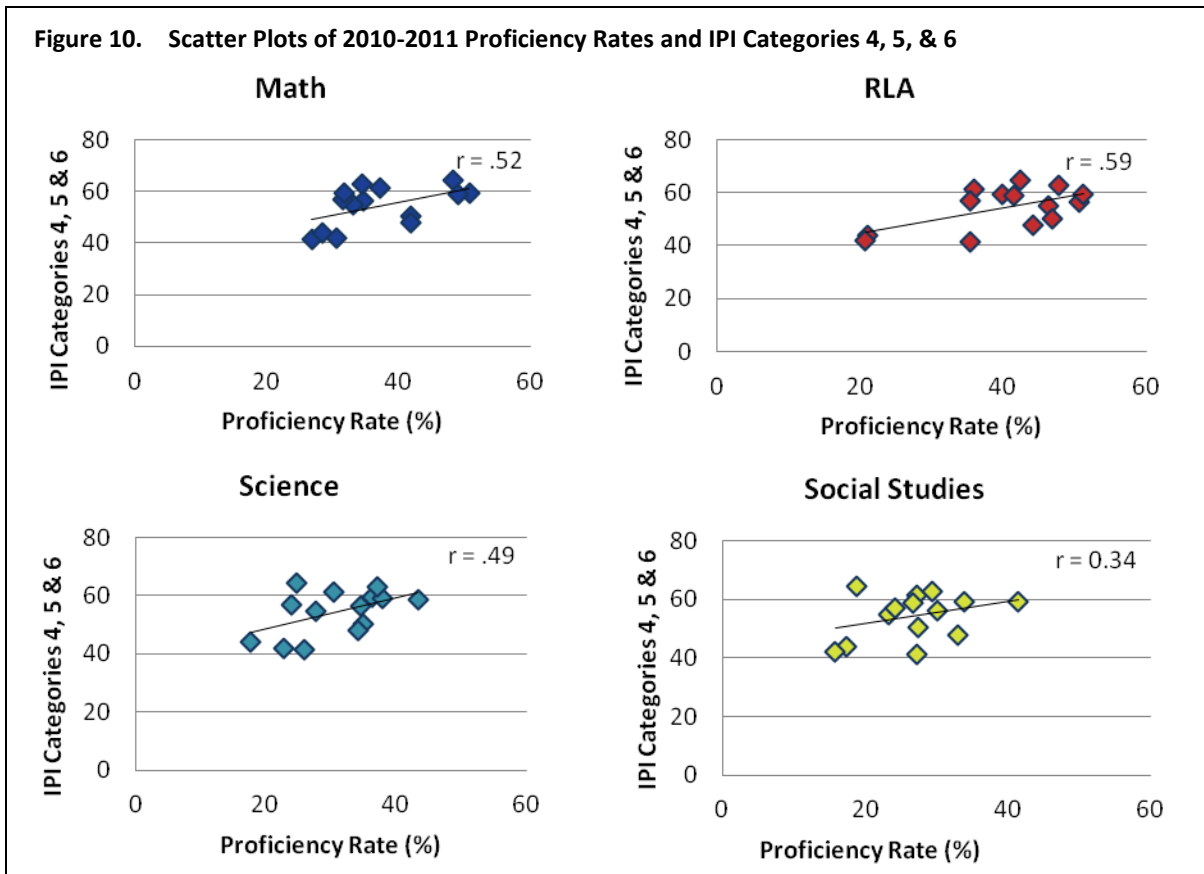 Figure 10. Scatter Plots of 2010-2011 Proficiency Rates and IPI Categories 4, 5, & 6
Math
IPI Categories 4, 5 & 6
80
60
40
20
0
r = .52
0 20 40 60
Proficiency Rate (%)
RLA
IPI Categories 4, 5 & 6
80
60
40
20
0
r = .59
0 20 40 60
Proficiency Rate (%)
Science
IPI Categories 4, 5 & 6
80
60
40
20
0
r = .49
0 20 40 60
Proficiency Rate (%)
Social Studies
IPI Categories 4, 5 & 6
80
60
40
20
0
r = 0.34
0 20 40 60
Proficiency Rate (%)